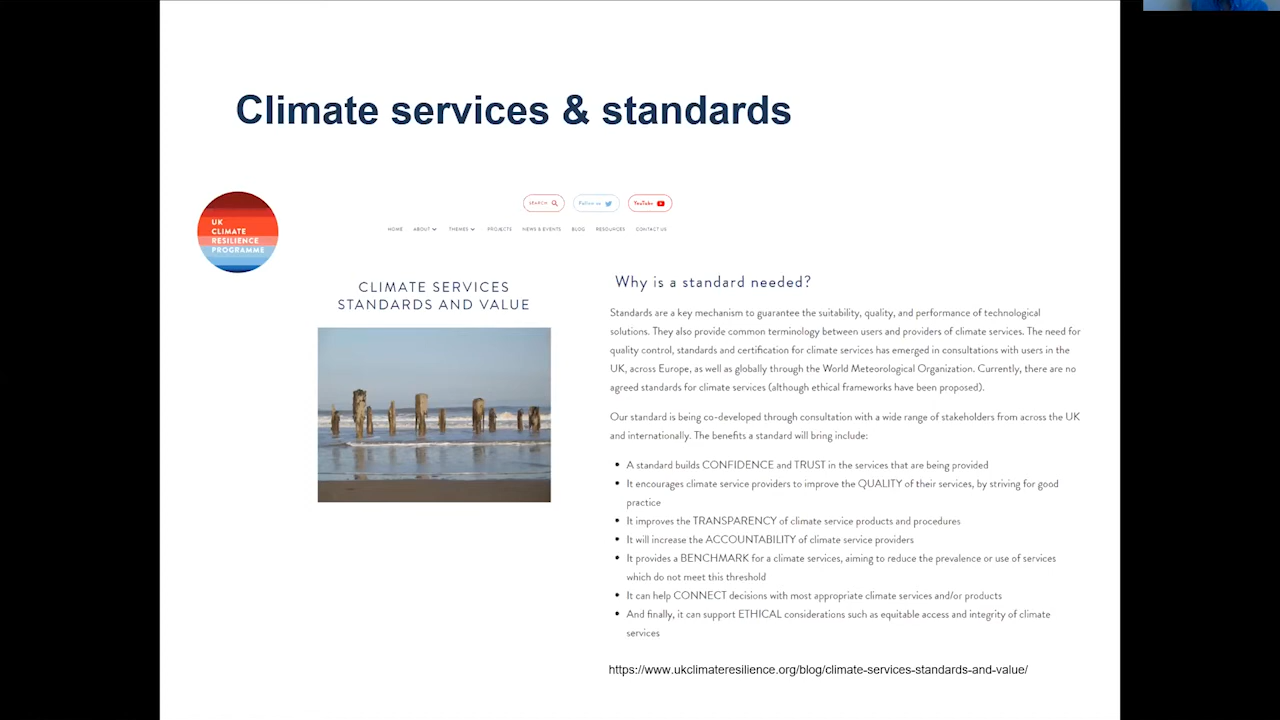 Climate services & standards
UK
CLIMATE
RESILIENCE
PROGRAMME
SEARCH
Follow us
YouTube
HOME ABOUT THEMES PROJECTS NEWS & EVENTS BLOG RESOURCES CONTACT US
CLIMATE SERVICES
STANDARDS AND VALUE
Why is a standard needed?
Standards are a key mechanism to guarantee the suitability, quality, and performance of technological
solutions. They also provide common terminology between users and providers of climate services. The need for
quality control, standards and certification for climate services has emerged in consultations with users in the
UK, across Europe, as well as globally through the World Meteorological Organization. Currently, there are no
agreed standards for climate services (although ethical frameworks have been proposed).
Our standard is being co-developed through consultation with a wide range of stakeholders from across the UK
and internationally. The benefits a standard will bring include:
• A standard builds CONFIDENCE and TRUST in the services that are being provided
• It encourages climate service providers to improve the QUALITY of their services, by striving for good
practice
• It improves the TRANSPARENCY of climate service products and procedures
• It will increase the ACCOUNTABILITY of climate service providers
• It provides a BENCHMARK for a climate services, aiming to reduce the prevalence or use of services
which do not meet this threshold
• It can help CONNECT decisions with most appropriate climate services and/or products
• And finally, it can support ETHICAL considerations such as equitable access and integrity of climate
services
https://www.ukclimateresilience.org/blog/climate-services-standards-and-value/